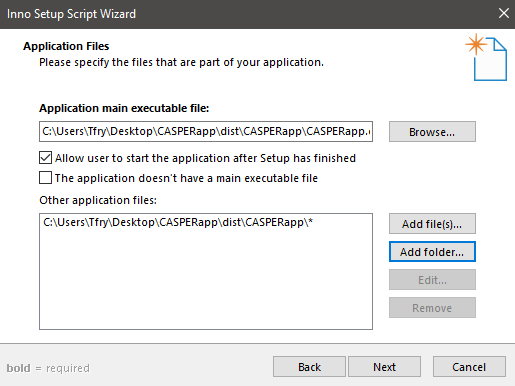 Inno Setup Script Wizard
Application Files
Please specify the files that are part of your application.
Application main executable file:
C:\Users\Tfry\Desktop\CASPERapp\dist\CASPERapp\CASPERapp.e
Browse...
Allow user to start the application after Setup has finished
The application doesn't have a main executable file
Other application files:
C:\Users\Tfry\Desktop\CASPERapp\dist\CASPERapp\*
Add file(s)...
Add folder...
Edit...
Remove
bold = required
Back
Next
Cancel